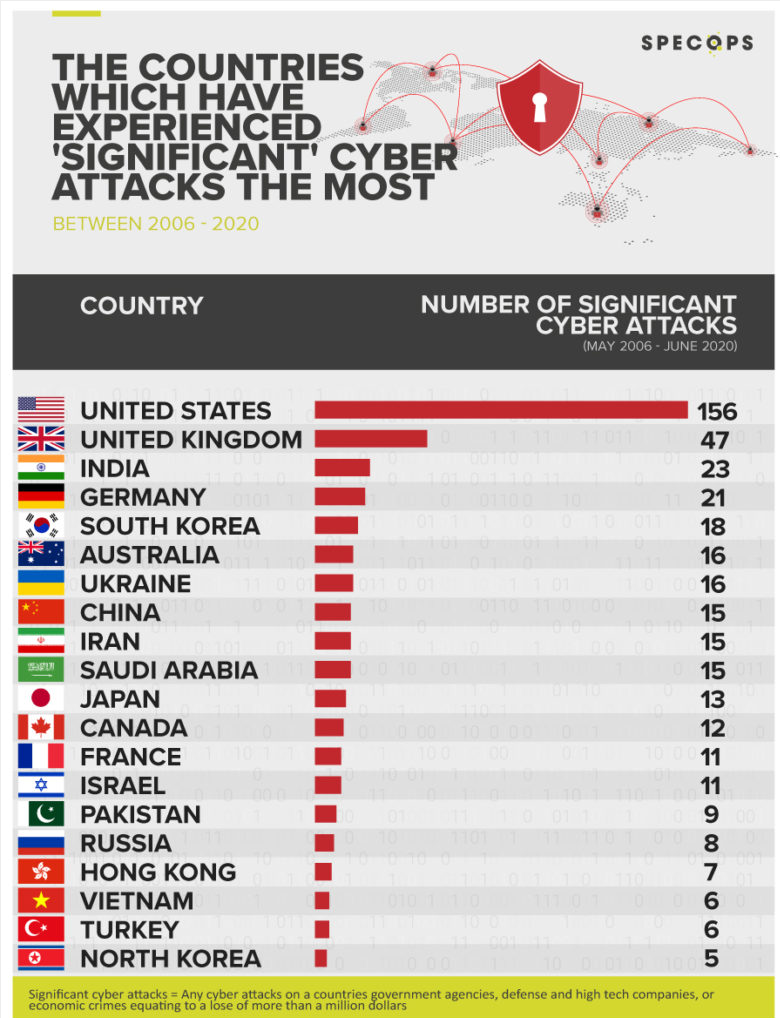 SPECOPS
THE COUNTRIES
WHICH HAVE
EXPERIENCED
'SIGNIFICANT' CYBER
ATTACKS THE MOST
BETWEEN 2006 - 2020
COUNTRY
NUMBER OF SIGNIFICANT
CYBER ATTACKS
(MAY 2006 - JUNE 2020)
UNITED STATES 156
UNITED KINGDOM 47
INDIA 23
GERMANY 21
SOUTH KOREA 18
AUSTRALIA 16
UKRAINE 16
CHINA 15
IRAN 15
SAUDI ARABIA 15
JAPAN 13
CANADA 12
FRANCE 11
ISRAEL 11
PAKISTAN 9
RUSSIA 8
HONG KONG 7
VIETNAM 6
TURKEY 6
NORTH KOREA 5
Significant cyber attacks = Any cyber attacks on a countries government agencies, defense and high tech companies, or
economic crimes equating to a lose of more than a million dollars